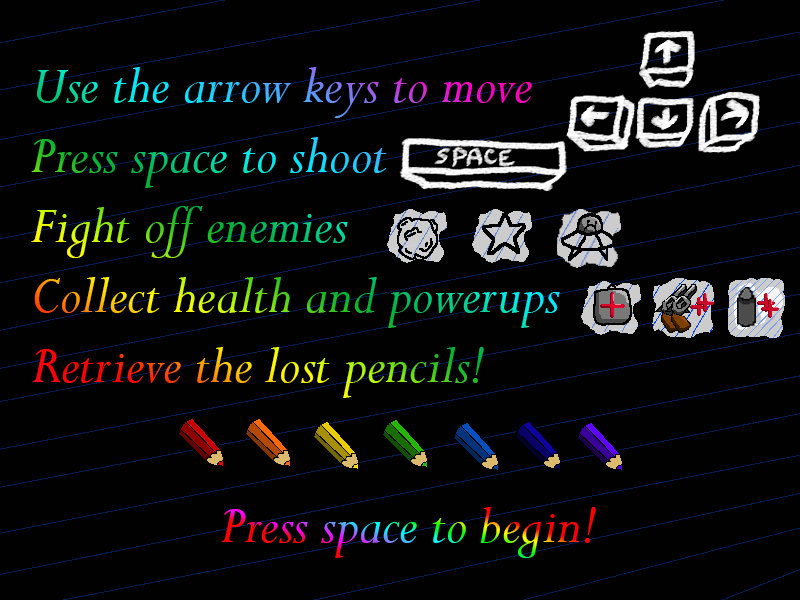 Use the arrow keys to move
Press space to shoot
SPACE
Fight off enemies
Collect health and powerups
Retrieve the lost pencils!
Press space to begin!